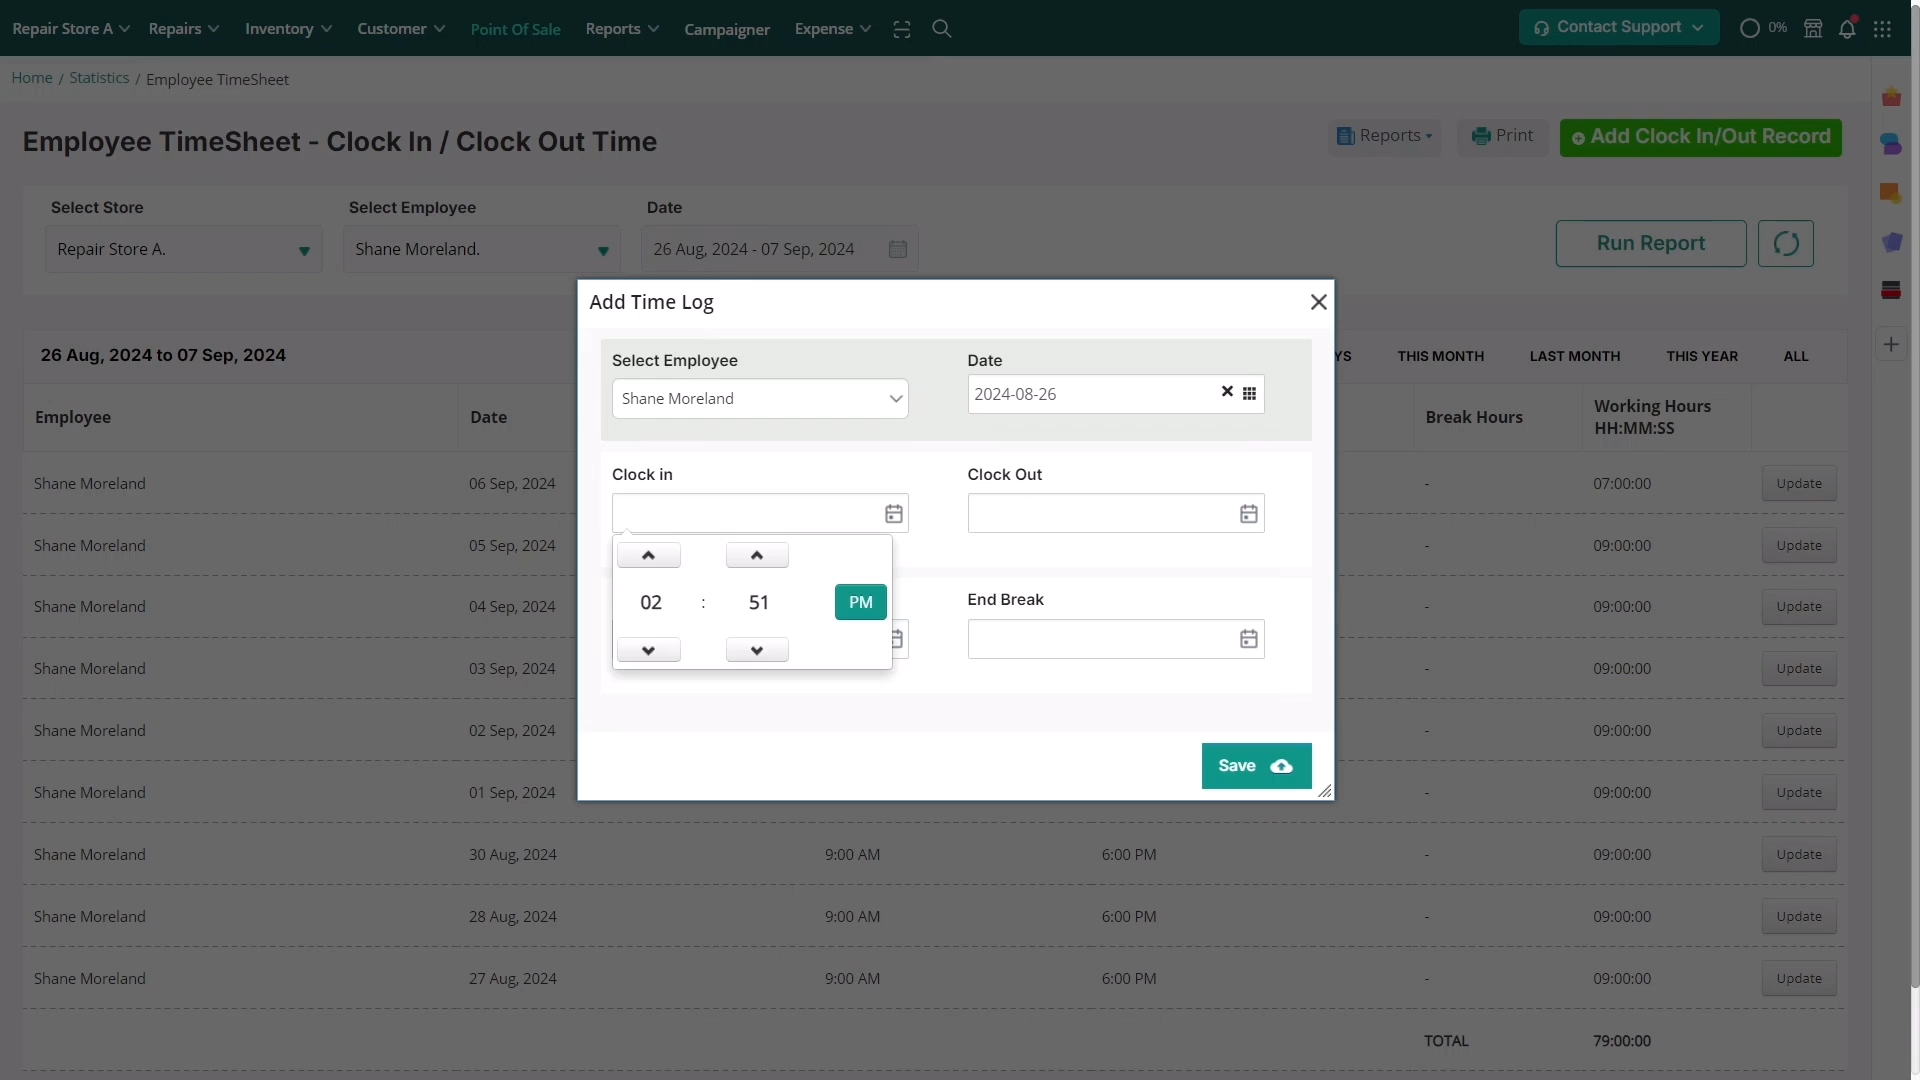 Repair Store A Repairs Inventory Customer Point Of Sale Reports Campaigner Expense Contact Support 0%
Home / Statistics / Employee TimeSheet
Employee TimeSheet - Clock In / Clock Out Time
Reports Print Add Clock In/Out Record
Select Store Select Employee Date
Repair Store A. Shane Moreland. 26 Aug, 2024 - 07 Sep, 2024 Run Report
Add Time Log
Select Employee Date
Shane Moreland 2024-08-26
Clock in Clock Out
02 : 51 PM
End Break
Save
26 Aug, 2024 to 07 Sep, 2024 YS THIS MONTH LAST MONTH THIS YEAR ALL
Employee Date Break Hours Working Hours
HH:MM:SS
Shane Moreland 06 Sep, 2024 - 07:00:00 Update
Shane Moreland 05 Sep, 2024 - 09:00:00 Update
Shane Moreland 04 Sep, 2024 - 09:00:00 Update
Shane Moreland 03 Sep, 2024 - 09:00:00 Update
Shane Moreland 02 Sep, 2024 - 09:00:00 Update
Shane Moreland 01 Sep, 2024 - 09:00:00 Update
Shane Moreland 30 Aug, 2024 9:00 AM 6:00 PM - 09:00:00 Update
Shane Moreland 28 Aug, 2024 9:00 AM 6:00 PM - 09:00:00 Update
Shane Moreland 27 Aug, 2024 9:00 AM 6:00 PM - 09:00:00 Update
TOTAL 79:00:00